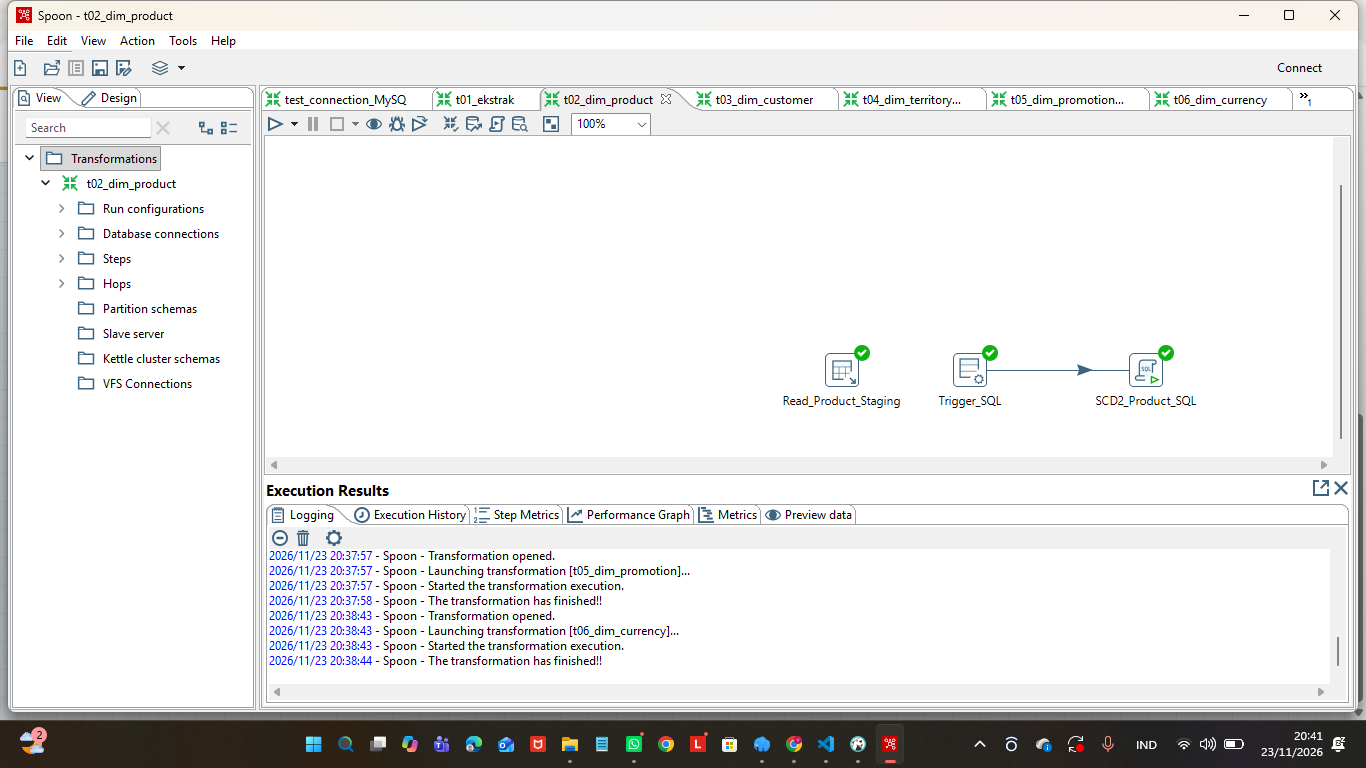 Spoon - t02_dim_product
File Edit View Action Tools Help
Connect
View Design
test_connection_MySQ t01_ekstrak t02_dim_product t03_dim_customer t04_dim_territory... t05_dim_promotion... t06_dim_currency »1
Search
100%
Transformations
t02_dim_product
Run configurations
Database connections
Steps
Hops
Partition schemas
Slave server
Kettle cluster schemas
VFS Connections
SQL
Read_Product_Staging Trigger_SQL SCD2_Product_SQL
Execution Results
Logging Execution History Step Metrics Performance Graph Metrics Preview data
2026/11/23 20:37:57 - Spoon - Transformation opened.
2026/11/23 20:37:57 - Spoon - Launching transformation [t05_dim_promotion]...
2026/11/23 20:37:57 - Spoon - Started the transformation execution.
2026/11/23 20:37:58 - Spoon - The transformation has finished!!
2026/11/23 20:38:43 - Spoon - Transformation opened.
2026/11/23 20:38:43 - Spoon - Launching transformation [t06_dim_currency]...
2026/11/23 20:38:43 - Spoon - Started the transformation execution.
2026/11/23 20:38:44 - Spoon - The transformation has finished!!
2
L
IND
20:41
23/11/2026